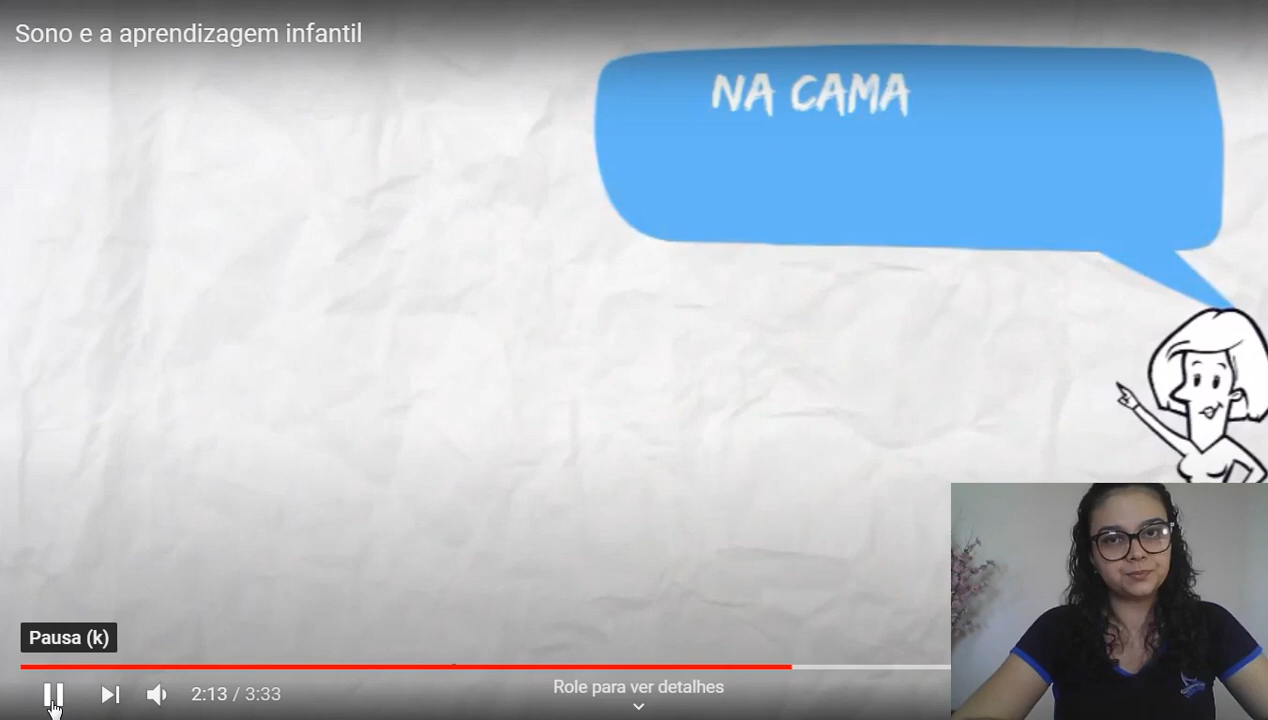 Sono e a aprendizagem infantil
NA CAMA
Pausa (k)
2:13 / 3:33
Role para ver detalhes